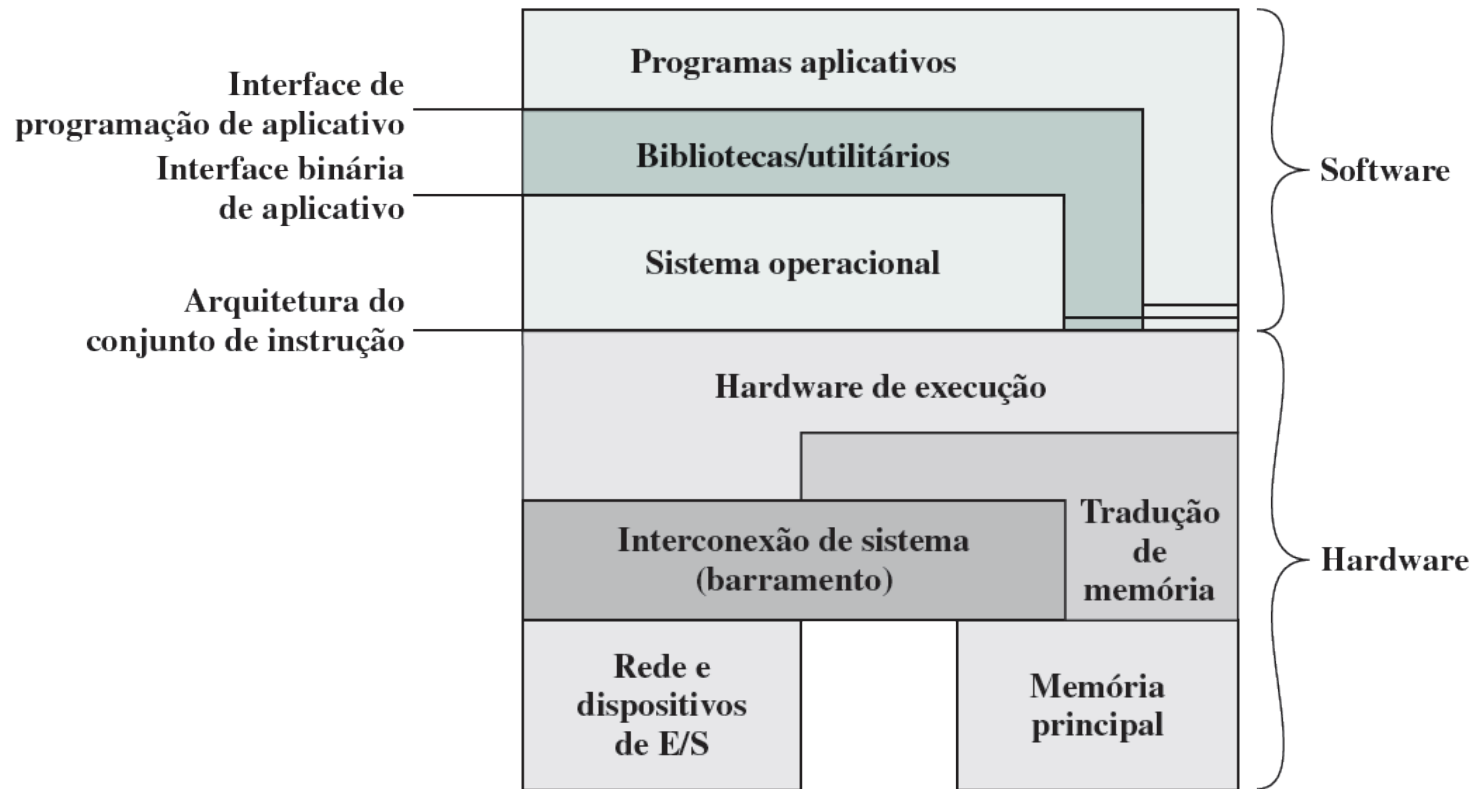 Programas aplicativos
Interface de
programação de aplicativo
Bibliotecas/utilitários
Interface binária
de aplicativo
Software
Sistema operacional
Arquitetura do
conjunto de instrução
Hardware de execução
Tradução
de
memória
Interconexão de sistema
(barramento)
Hardware
Rede e
dispositivos
de E/S
Memória
principal